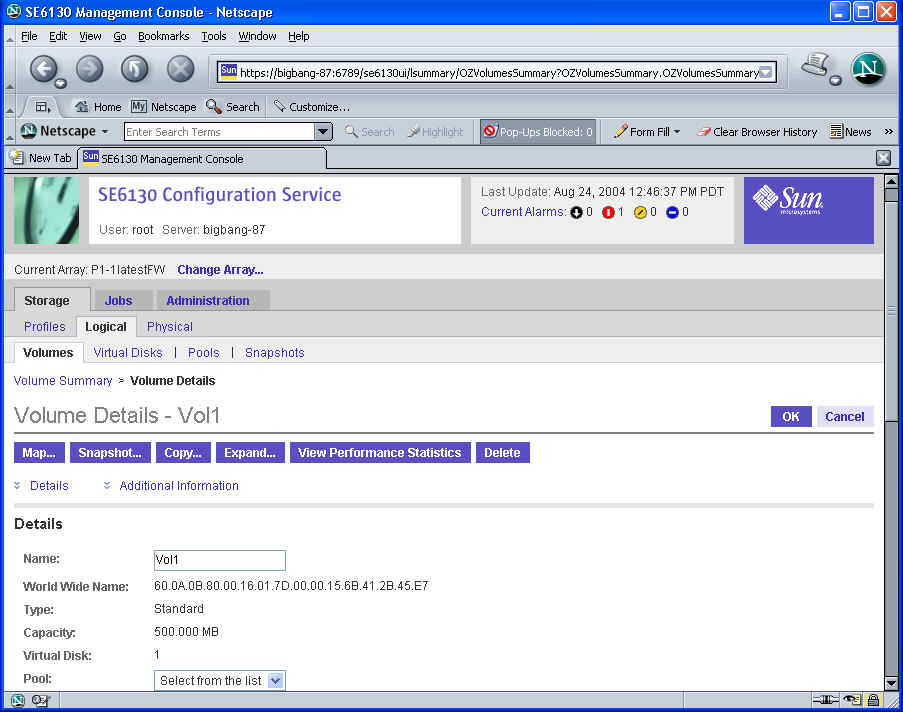 SE6130 Management Console - Netscape
File Edit View Go Bookmarks Tools Window Help
Sun https://bigbang-87:6789/se6130ui/lsummary/OZVolumesSummary?OZVolumesSummary.OZVolumesSummary
N
Home My Netscape Search Customize...
N Netscape Enter Search Terms Search Highlight Pop-Ups Blocked: 0 Form Fill Clear Browser History News »
New Tab Sun SE6130 Management Console
SE6130 Configuration Service
User: root Server: bigbang-87
Last Update: Aug 24, 2004 12:46:37 PM PDT
Current Alarms: 0 1 0 0
Sun
microsystems
Current Array: P1-1latestFW Change Array...
Storage Jobs Administration
Profiles Logical Physical
Volumes Virtual Disks | Pools | Snapshots
Volume Summary > Volume Details
Volume Details - Vol1
OK Cancel
Map... Snapshot... Copy... Expand... View Performance Statistics Delete
Details Additional Information
Details
Name: Vol1
World Wide Name: 60.0A.0B.80.00.16.01.7D.00.00.15.6B.41.2B.45.E7
Type: Standard
Capacity: 500.000 MB
Virtual Disk: 1
Pool: Select from the list